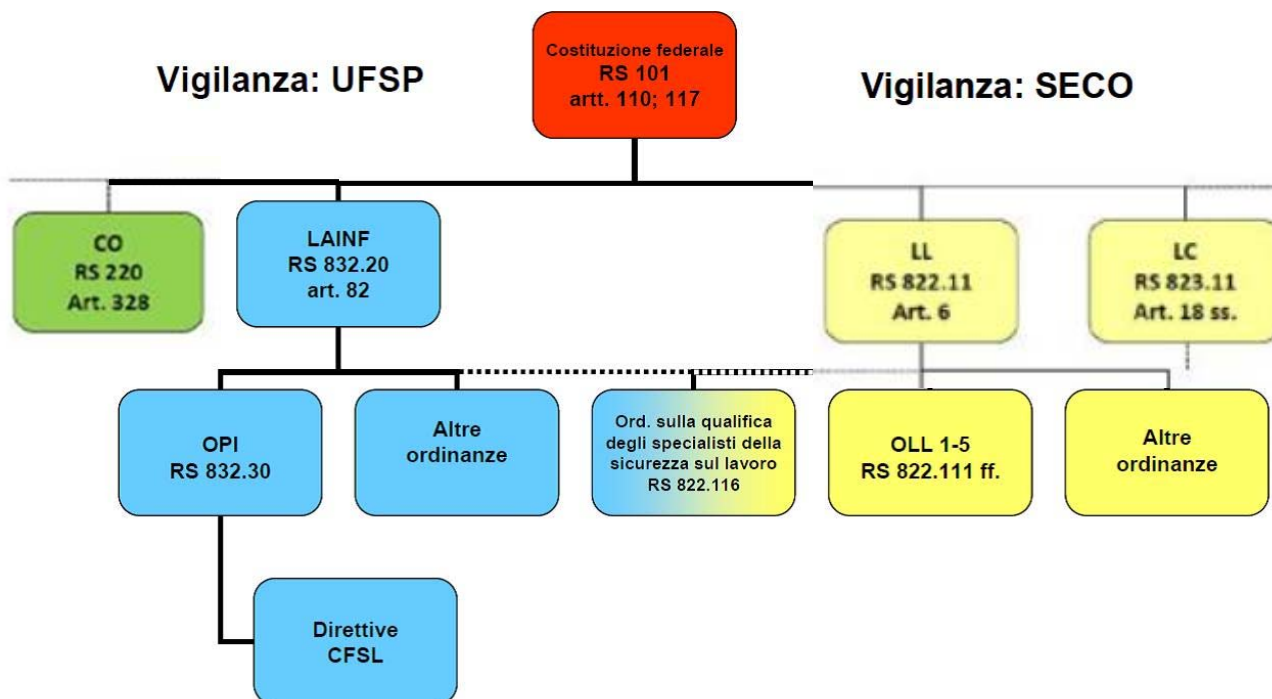 Vigilanza: UFSP
Costituzione federale
RS 101
artt. 110; 117
Vigilanza: SECO
CO
RS 220
Art. 328
LAINF
RS 832.20
art. 82
LL
RS 822.11
Art. 6
LC
RS 823.11
Art. 18 ss.
OPI
RS 832.30
Altre
ordinanze
Ord. sulla qualifica
degli specialisti della
sicurezza sul lavoro
RS 822.116
OLL 1-5
RS 822.111 ff.
Altre
ordinanze
Direttive
CFSL